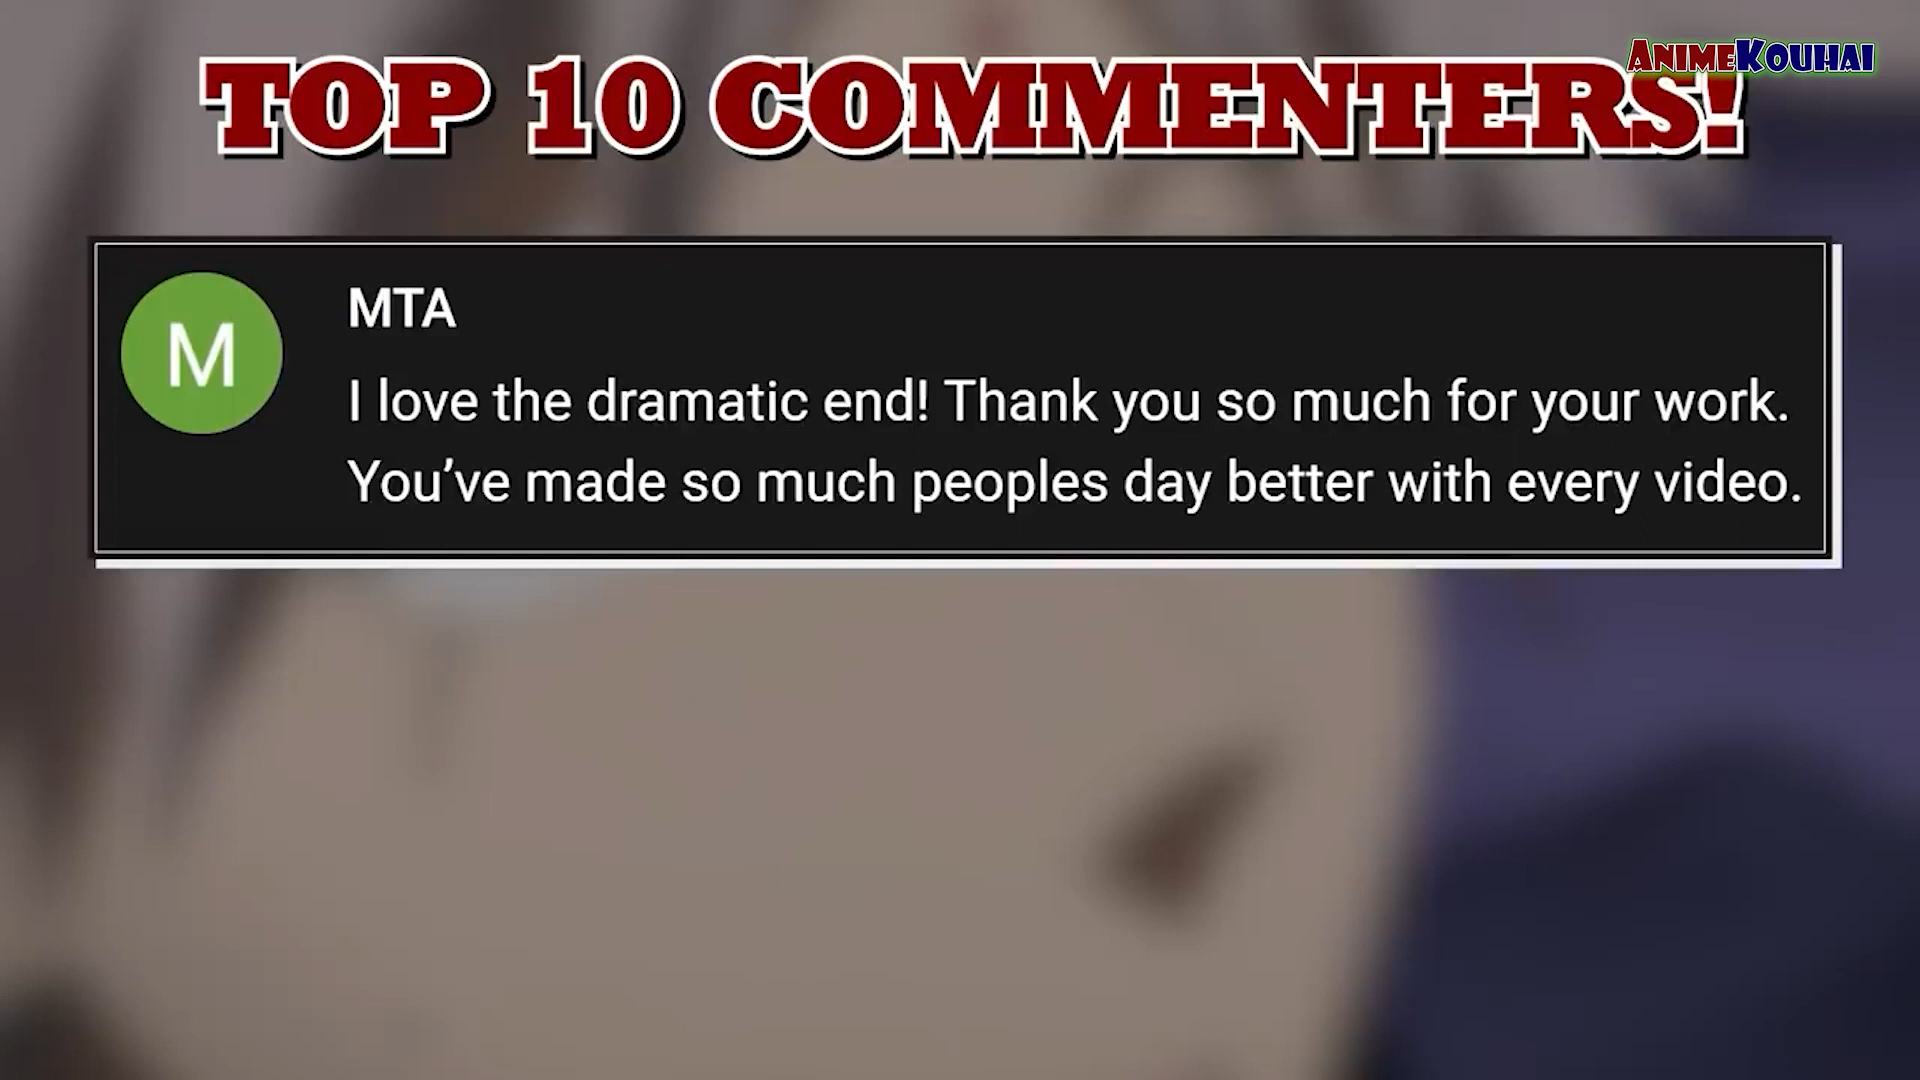 ANIMEKOUHAI
TOP 10 COMMENTERS!
M
MTA
I love the dramatic end! Thank you so much for your work.
You’ve made so much peoples day better with every video.